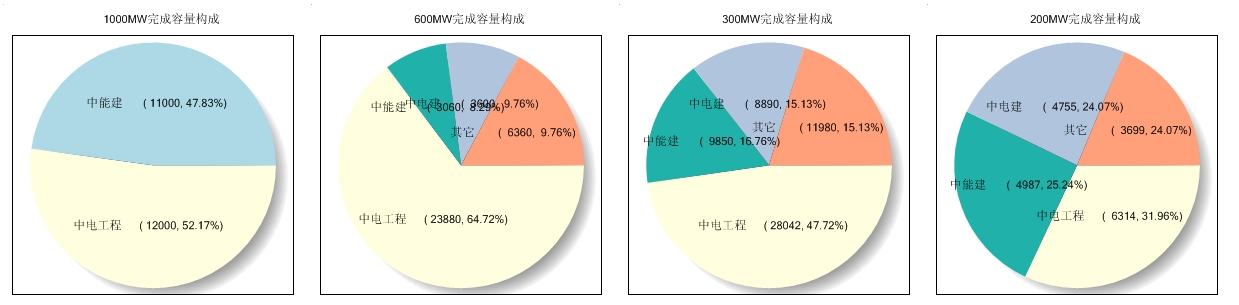 1000MW完成容量构成
中能建 ( 11000, 47.83%)
中电工程 ( 12000, 52.17%)
600MW完成容量构成
中电建 ( 3600, 9.76%)
中能建 ( 3060, 8.29%)
其它 ( 6360, 9.76%)
中电工程 ( 23880, 64.72%)
300MW完成容量构成
中电建 ( 8890, 15.13%)
其它 ( 11980, 15.13%)
中能建 ( 9850, 16.76%)
中电工程 ( 28042, 47.72%)
200MW完成容量构成
中电建 ( 4755, 24.07%)
其它 ( 3699, 24.07%)
中能建 ( 4987, 25.24%)
中电工程 ( 6314, 31.96%)